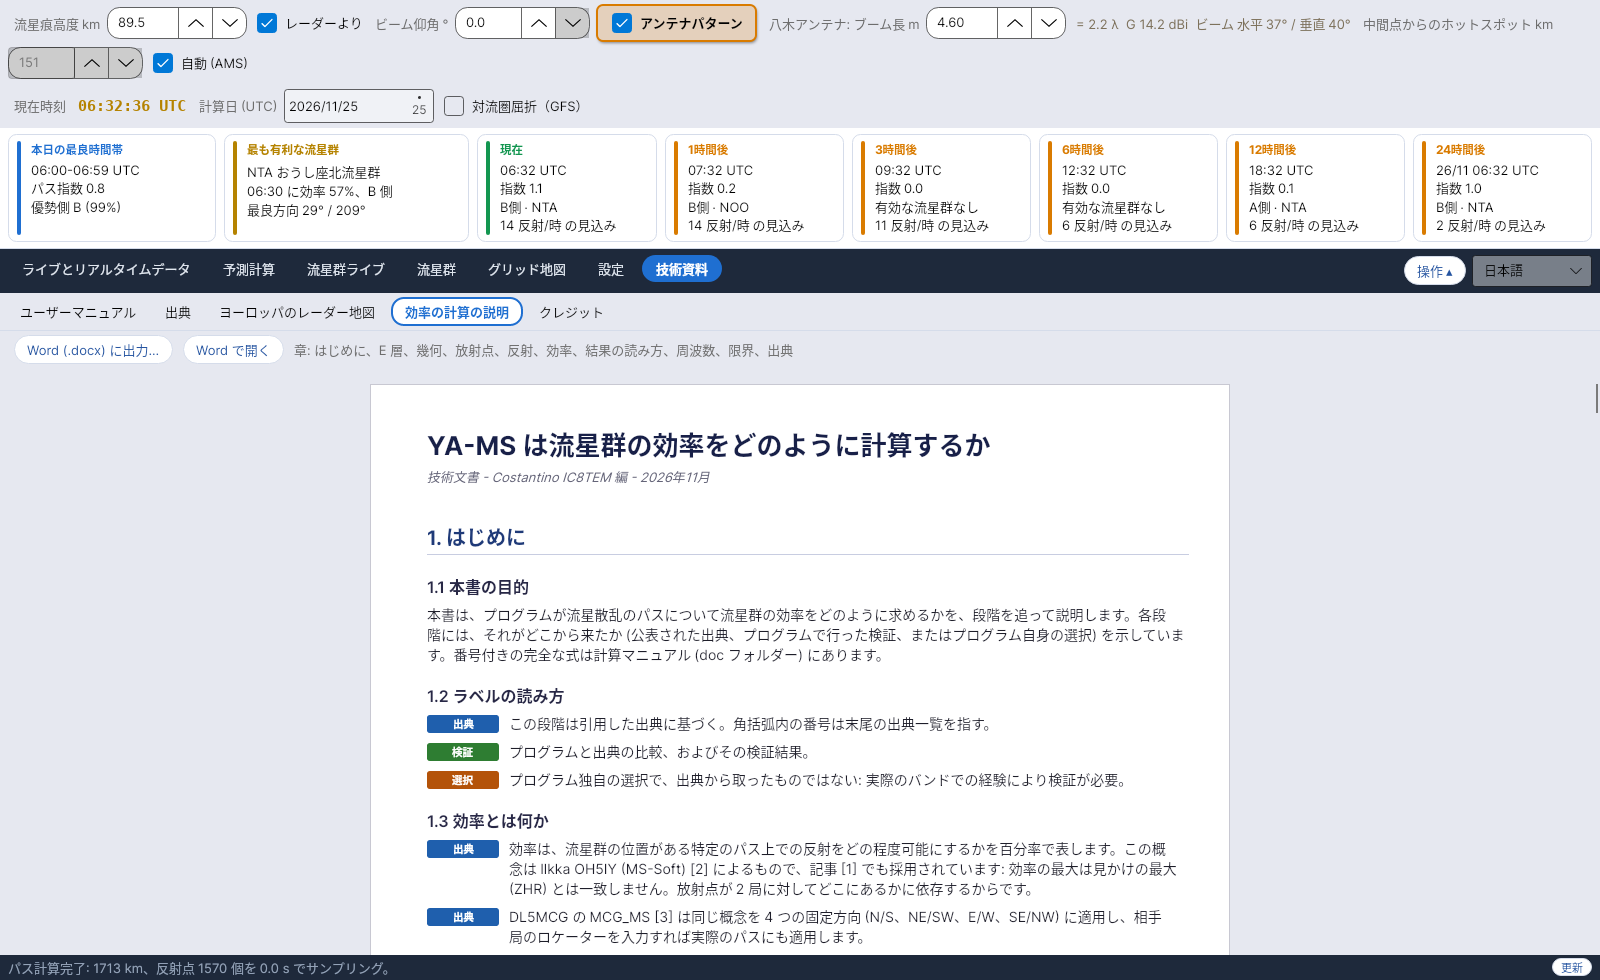 流星痕高度 km 89.5 レーダーより ビーム仰角 ° 0.0 アンテナパターン 八木アンテナ: ブーム長 m 4.60 = 2.2 λ G 14.2 dBi ビーム 水平 37° / 垂直 40° 中間点からのホットスポット km
151 自動 (AMS)
現在時刻 06:32:36 UTC 計算日 (UTC) 2026/11/25 25 対流圏屈折（GFS）
本日の最良時間帯
06:00-06:59 UTC
パス指数 0.8
優勢側 B (99%)
最も有利な流星群
NTA おうし座北流星群
06:30 に効率 57%、B 側
最良方向 29° / 209°
現在
06:32 UTC
指数 1.1
B側 · NTA
14 反射/時 の見込み
1時間後
07:32 UTC
指数 0.2
B側 · NOO
14 反射/時 の見込み
3時間後
09:32 UTC
指数 0.0
有効な流星群なし
11 反射/時 の見込み
6時間後
12:32 UTC
指数 0.0
有効な流星群なし
6 反射/時 の見込み
12時間後
18:32 UTC
指数 0.1
A側 · NTA
6 反射/時 の見込み
24時間後
26/11 06:32 UTC
指数 1.0
B側 · NTA
2 反射/時 の見込み
ライブとリアルタイムデータ 予測計算 流星群ライブ 流星群 グリッド地図 設定 技術資料 操作 ▴ 日本語
ユーザーマニュアル 出典 ヨーロッパのレーダー地図 効率の計算の説明 クレジット
Word (.docx) に出力... Word で開く 章: はじめに、E 層、幾何、放射点、反射、効率、結果の読み方、周波数、限界、出典
YA-MS は流星群の効率をどのように計算するか
技術文書 - Costantino IC8TEM 編 - 2026年11月
1. はじめに
1.1 本書の目的
本書は、プログラムが流星散乱のパスについて流星群の効率をどのように求めるかを、段階を追って説明します。各段
階には、それがどこから来たか (公表された出典、プログラムで行った検証、またはプログラム自身の選択) を示していま
す。番号付きの完全な式は計算マニュアル (doc フォルダー) にあります。
1.2 ラベルの読み方
出典 この段階は引用した出典に基づく。角括弧内の番号は末尾の出典一覧を指す。
検証 プログラムと出典の比較、およびその検証結果。
選択 プログラム独自の選択で、出典から取ったものではない: 実際のバンドでの経験により検証が必要。
1.3 効率とは何か
出典 効率は、流星群の位置がある特定のパス上での反射をどの程度可能にするかを百分率で表します。この概
念は Ilkka OH5IY (MS-Soft) [2] によるもので、記事 [1] でも採用されています: 効率の最大は見かけの最大
(ZHR) とは一致しません。放射点が 2 局に対してどこにあるかに依存するからです。
出典 DL5MCG の MCG_MS [3] は同じ概念を 4 つの固定方向 (N/S、NE/SW、E/W、SE/NW) に適用し、相手
局のロケーターを入力すれば実際のパスにも適用します。
パス計算完了: 1713 km、反射点 1570 個を 0.0 s でサンプリング。 更新